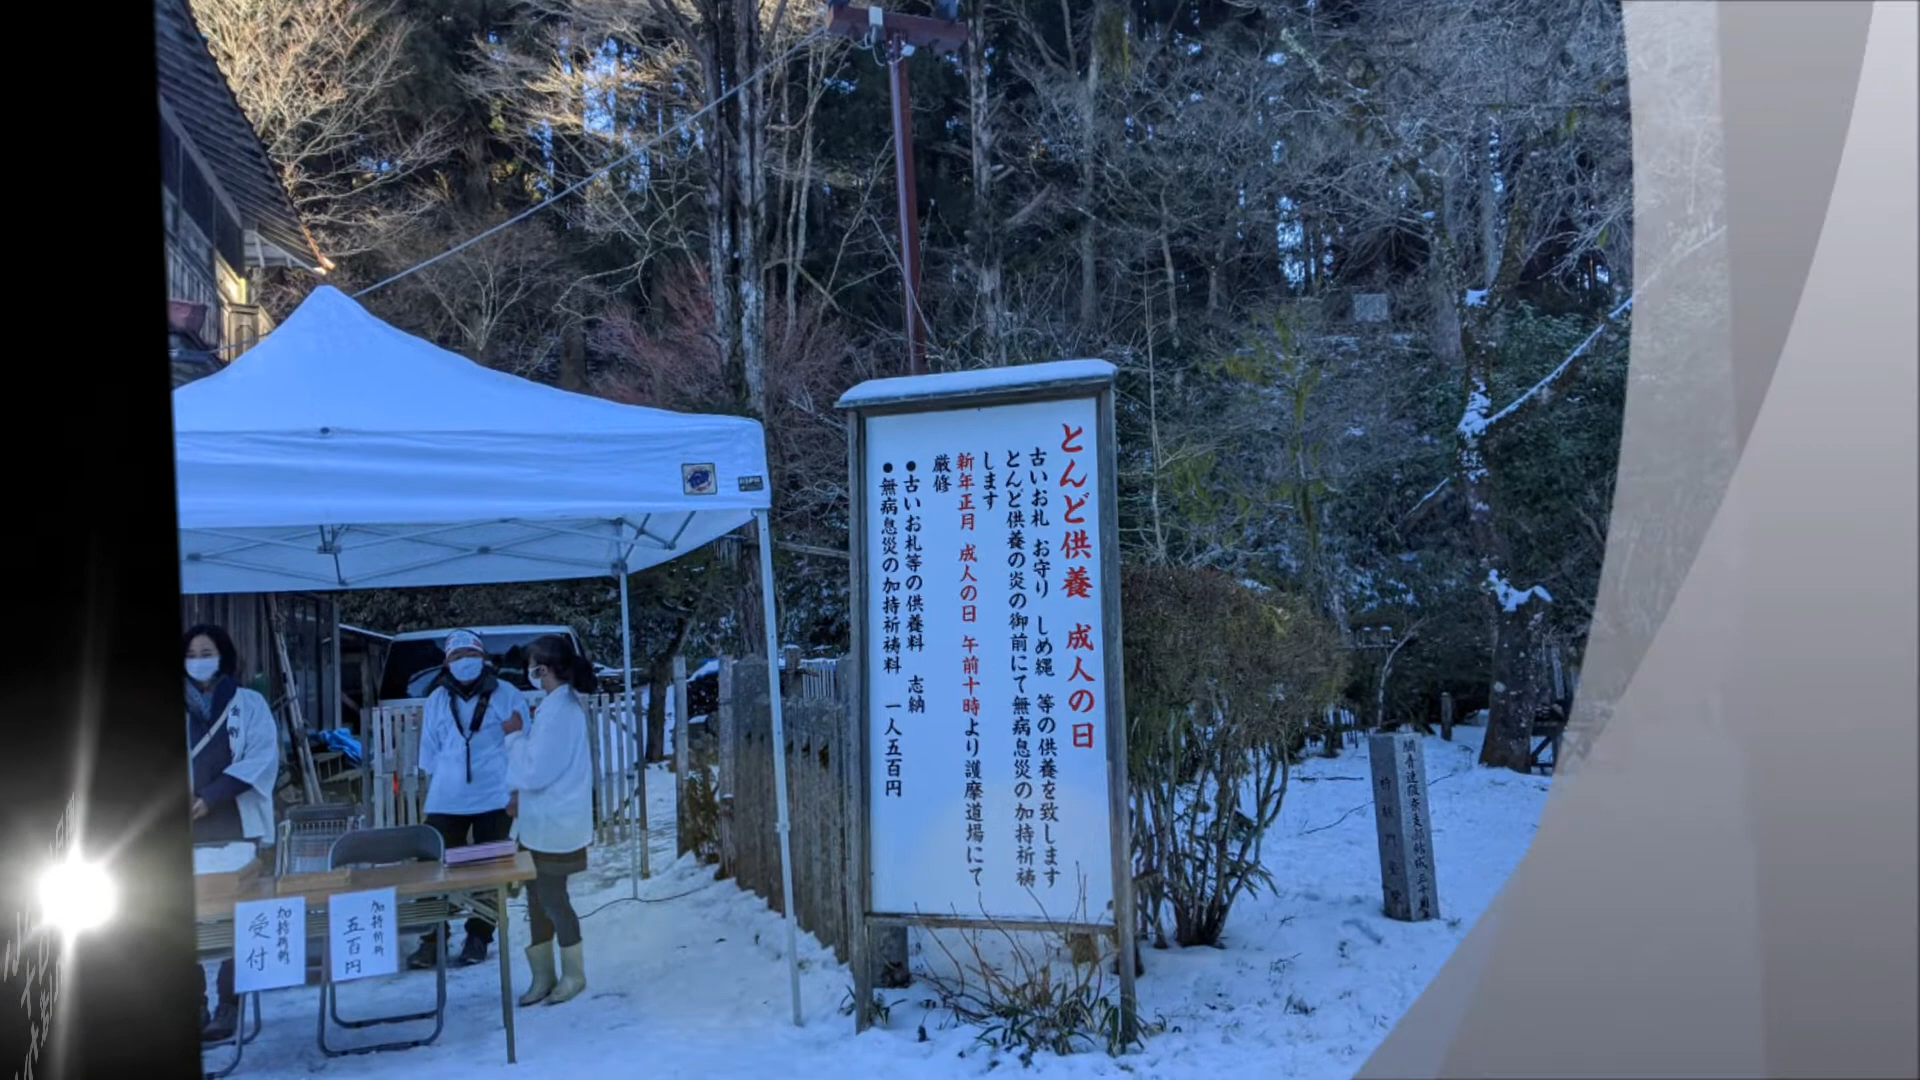 とんど供養 成人の日
古いお札 お守り しめ縄 等の供養を致します
とんど供養の炎の御前にて無病息災の加持祈祷
します
新年正月 成人の日 午前十時より護摩道場にて
厳修
●古いお札等の供養料 志納
●無病息災の加持祈祷料 一人五百円
加持祈祷
五百円
加持祈祷
受付